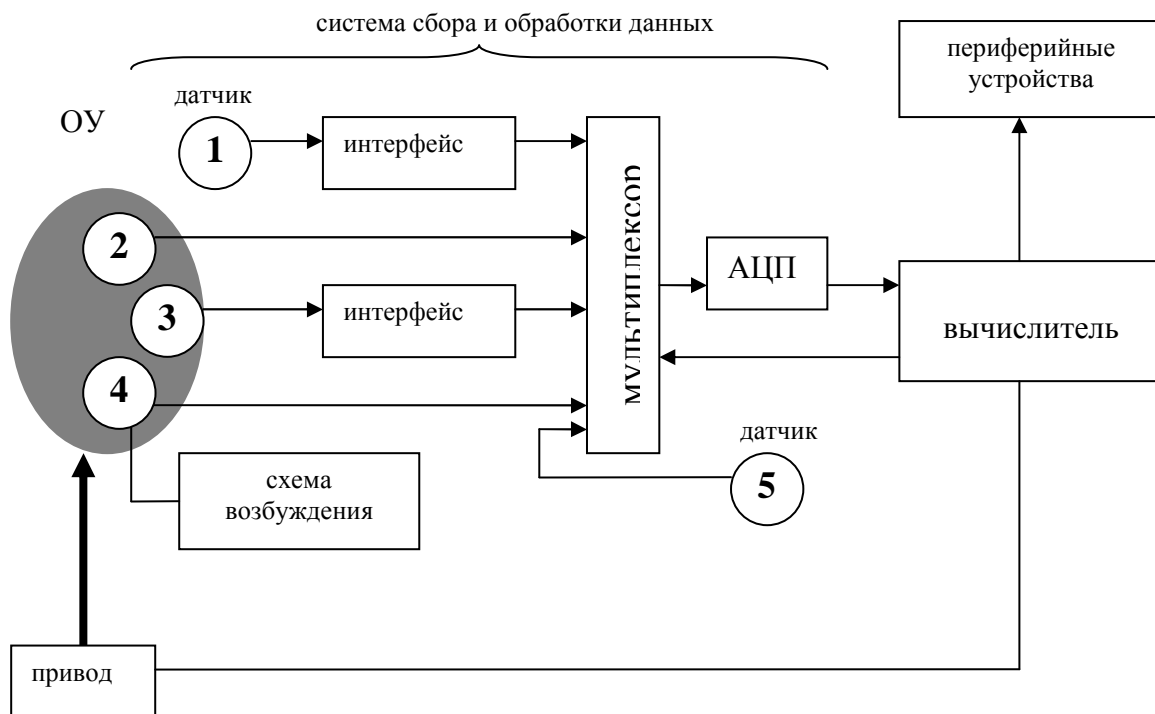 система сбора и обработки данных
периферийные
устройства
датчик
ОУ
1
интерфейс
мультиплексор
2
АЦП
3
интерфейс
вычислитель
4
датчик
схема
возбуждения
5
привод